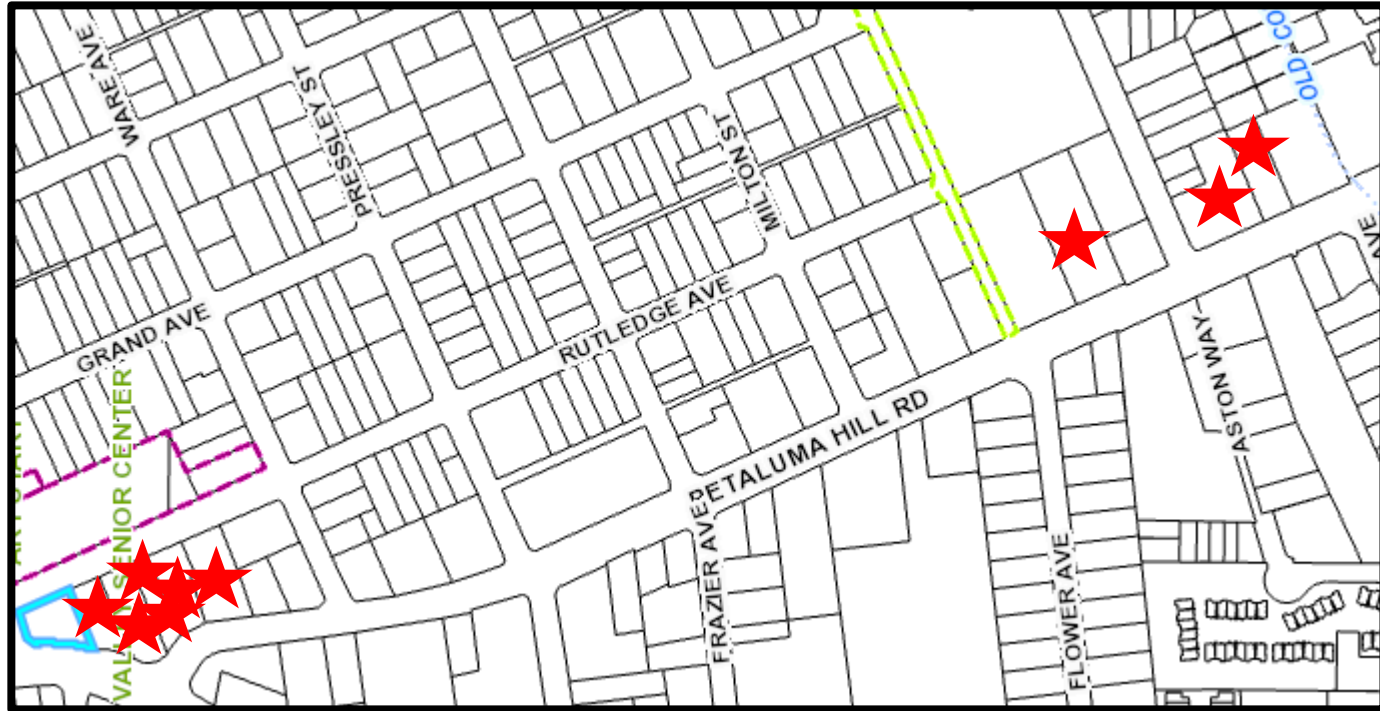 WARE AVE
PRESSLEY ST
MILTON ST
OLD CO
AVE
GRAND AVE
RUTLEDGE AVE
ASTON WAY
PETALUMA HILL RD
SENIOR CENTER
FRAZIER AVE
FLOWER AVE